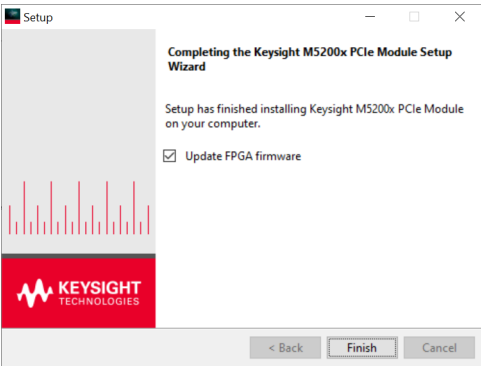 Setup
Completing the Keysight M5200x PCIe Module Setup
Wizard
Setup has finished installing Keysight M5200x PCIe Module
on your computer.
Update FPGA firmware
KEYSIGHT
TECHNOLOGIES
< Back
Finish
Cancel